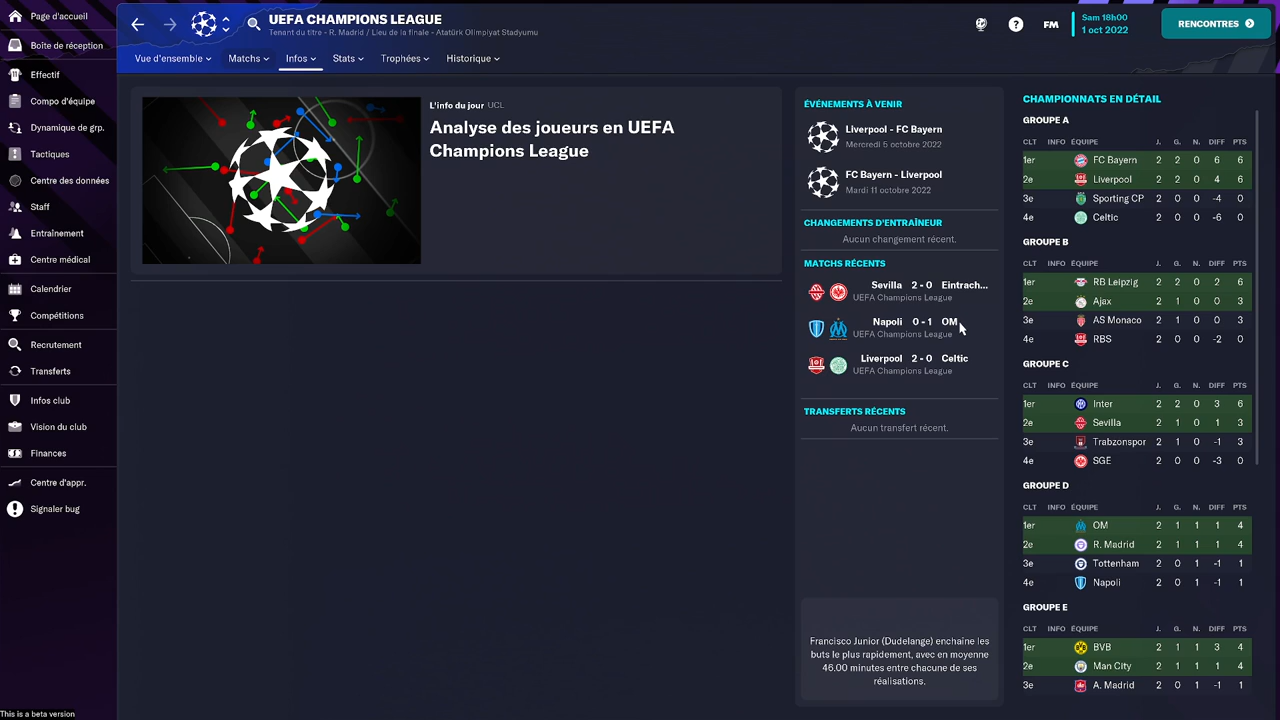 Page d'accueil
Boîte de réception
Effectif
Compo d'équipe
Dynamique de grp.
Tactiques
Centre des données
Staff
Entraînement
Centre médical
Calendrier
Compétitions
Recrutement
Transferts
Infos club
Vision du club
Finances
Centre d'appr.
Signaler bug
This is a beta version
UEFA CHAMPIONS LEAGUE
Tenant du titre - R. Madrid / Lieu de la finale - Atatürk Olimpiyat Stadyumu
FM
Sam 18h00
1 oct 2022
RENCONTRES
Vue d'ensemble Matchs Infos Stats Trophées Historique
L'info du jour UCL
Analyse des joueurs en UEFA
Champions League
ÉVÉNEMENTS À VENIR
Liverpool - FC Bayern
Mercredi 5 octobre 2022
FC Bayern - Liverpool
Mardi 11 octobre 2022
CHANGEMENTS D'ENTRAÎNEUR
Aucun changement récent.
MATCHS RÉCENTS
Sevilla 2 - 0 Eintrach...
UEFA Champions League
Napoli 0 - 1 OM
UEFA Champions League
Liverpool 2 - 0 Celtic
UEFA Champions League
TRANSFERTS RÉCENTS
Aucun transfert récent.
Francisco Junior (Dudelange) enchaîne les
buts le plus rapidement, avec en moyenne
46.00 minutes entre chacune de ses
réalisations.
CHAMPIONNATS EN DÉTAIL
GROUPE A
CLT INFO ÉQUIPE J. G. N. DIFF PTS
1er FC Bayern 2 2 0 6 6
2e Liverpool 2 2 0 4 6
3e Sporting CP 2 0 0 -4 0
4e Celtic 2 0 0 -6 0
GROUPE B
CLT INFO ÉQUIPE J. G. N. DIFF PTS
1er RB Leipzig 2 2 0 2 6
2e Ajax 2 1 0 0 3
3e AS Monaco 2 1 0 0 3
4e RBS 2 0 0 -2 0
GROUPE C
CLT INFO ÉQUIPE J. G. N. DIFF PTS
1er Inter 2 2 0 3 6
2e Sevilla 2 1 0 1 3
3e Trabzonspor 2 1 0 -1 3
4e SGE 2 0 0 -3 0
GROUPE D
CLT INFO ÉQUIPE J. G. N. DIFF PTS
1er OM 2 1 1 1 4
2e R. Madrid 2 1 1 1 4
3e Tottenham 2 0 1 -1 1
4e Napoli 2 0 1 -1 1
GROUPE E
CLT INFO ÉQUIPE J. G. N. DIFF PTS
1er BVB 2 1 1 3 4
2e Man City 2 1 1 1 4
3e A. Madrid 2 0 1 -1 1